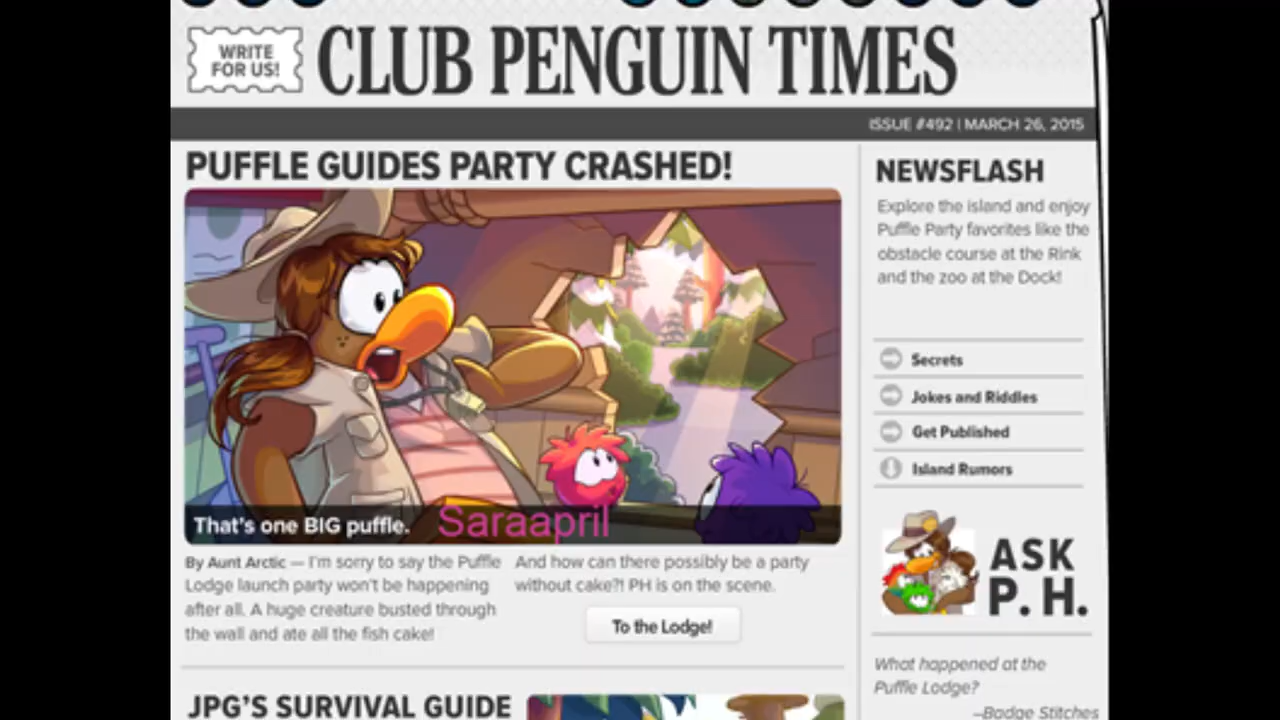 WRITE
FOR US!
CLUB PENGUIN TIMES
ISSUE #492 | MARCH 26, 2015
PUFFLE GUIDES PARTY CRASHED!
That's one BIG puffle.
Saraapril
By Aunt Arctic — I'm sorry to say the Puffle
Lodge launch party won't be happening
after all. A huge creature busted through
the wall and ate all the fish cake!
And how can there possibly be a party
without cake?! PH is on the scene.
To the Lodge!
JPG'S SURVIVAL GUIDE
NEWSFLASH
Explore the island and enjoy
Puffle Party favorites like the
obstacle course at the Rink
and the zoo at the Dock!
Secrets
Jokes and Riddles
Get Published
Island Rumors
ASK
P. H.
What happened at the
Puffle Lodge?
–Badge Stitches